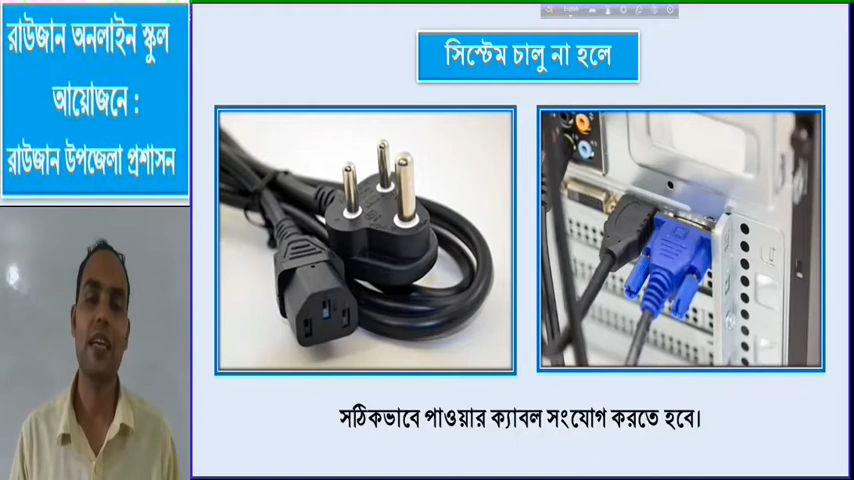 রাউজান অনলাইন স্কুল
আয়োজনে :
রাউজান উপজেলা প্রশাসন
সিস্টেম চালু না হলে
সঠিকভাবে পাওয়ার ক্যাবল সংযোগ করতে হবে।